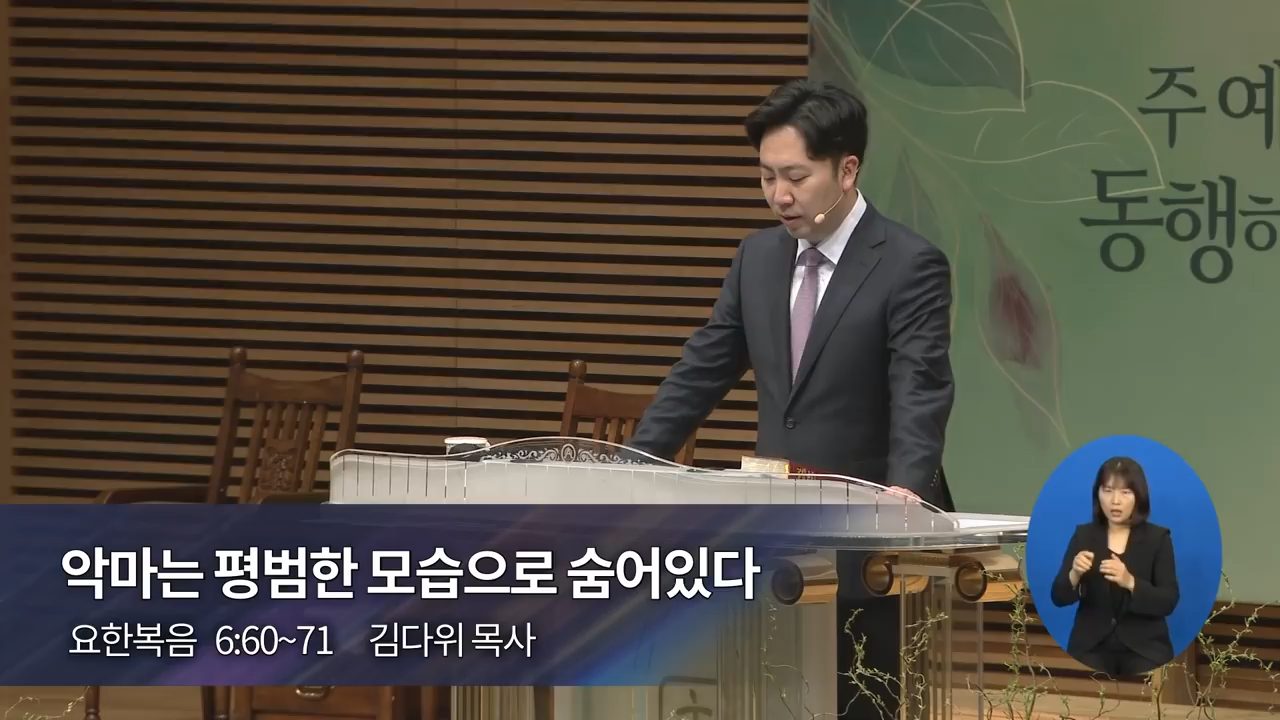 주 예
동행하
악마는 평범한 모습으로 숨어있다
요한복음 6:60~71 김다위 목사